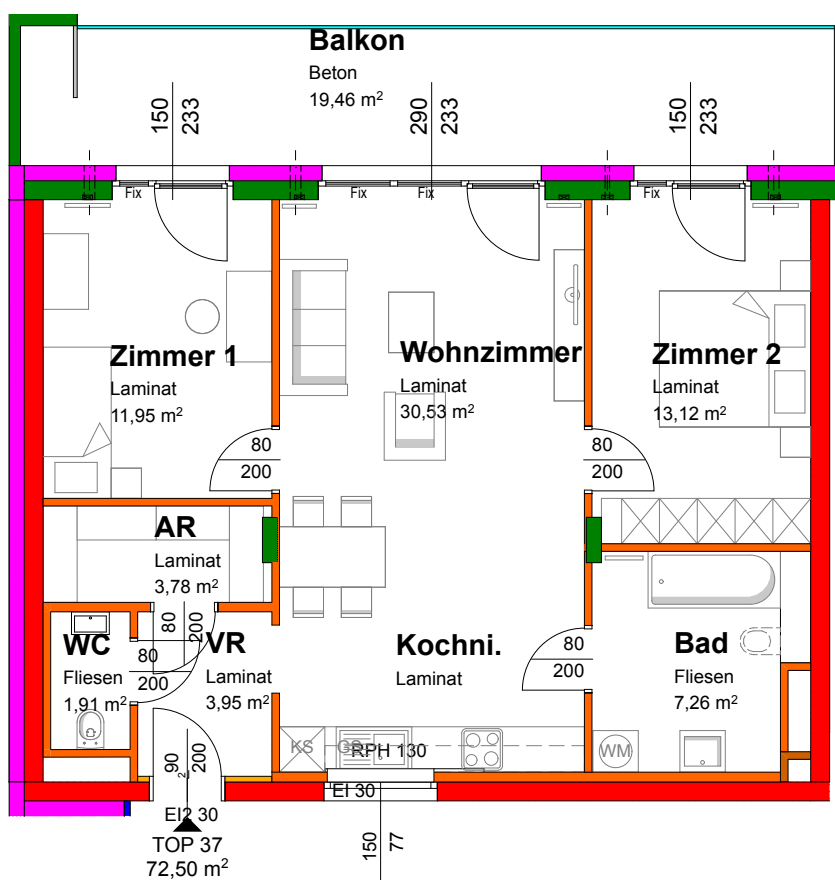 Balkon
Beton
19,46 m²
150
233
290
233
150
233
Fix
Fix
Fix
Fix
Zimmer 1
Laminat
11,95 m²
Wohnzimmer
Laminat
30,53 m²
Zimmer 2
Laminat
13,12 m²
80
200
80
200
AR
Laminat
3,78 m²
80
200
WC
Fliesen
1,91 m²
80
200
VR
Laminat
3,95 m²
Kochni.
Laminat
80
200
Bad
Fliesen
7,26 m²
KS
GS
RPH 130
WM
90
2
200
EI 30
EI2 30
TOP 37
72,50 m²
150
77